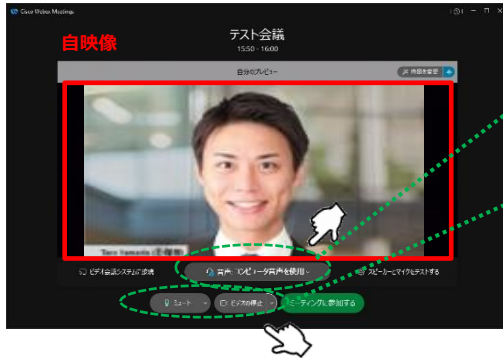 Cisco Webex Meetings
自映像
テスト会議
15:50 - 16:00
自分のプレビュー
背景を変更
Taro Yamada
ビデオ会議システムに接続
音声: コンピュータ音声を使用
スピーカーとマイクをテストする
ミュート
ビデオの停止
ミーティングに参加する